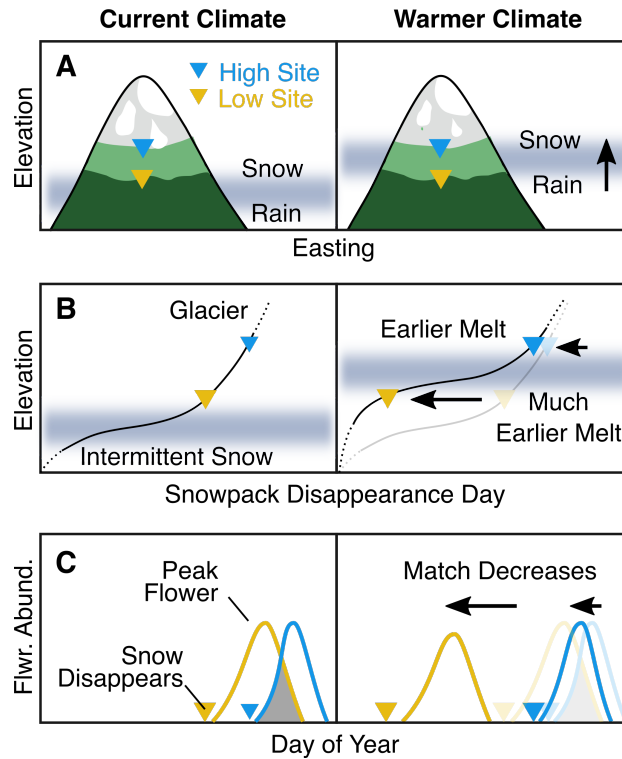 Current Climate
Warmer Climate
A
High Site
Low Site
Elevation
Snow
Rain
Snow
Rain
Easting
B
Elevation
Glacier
Intermittent Snow
Earlier Melt
Much
Earlier Melt
Snowpack Disappearance Day
C
Flwr. Abund.
Peak
Flower
Snow
Disappears
Match Decreases
Day of Year